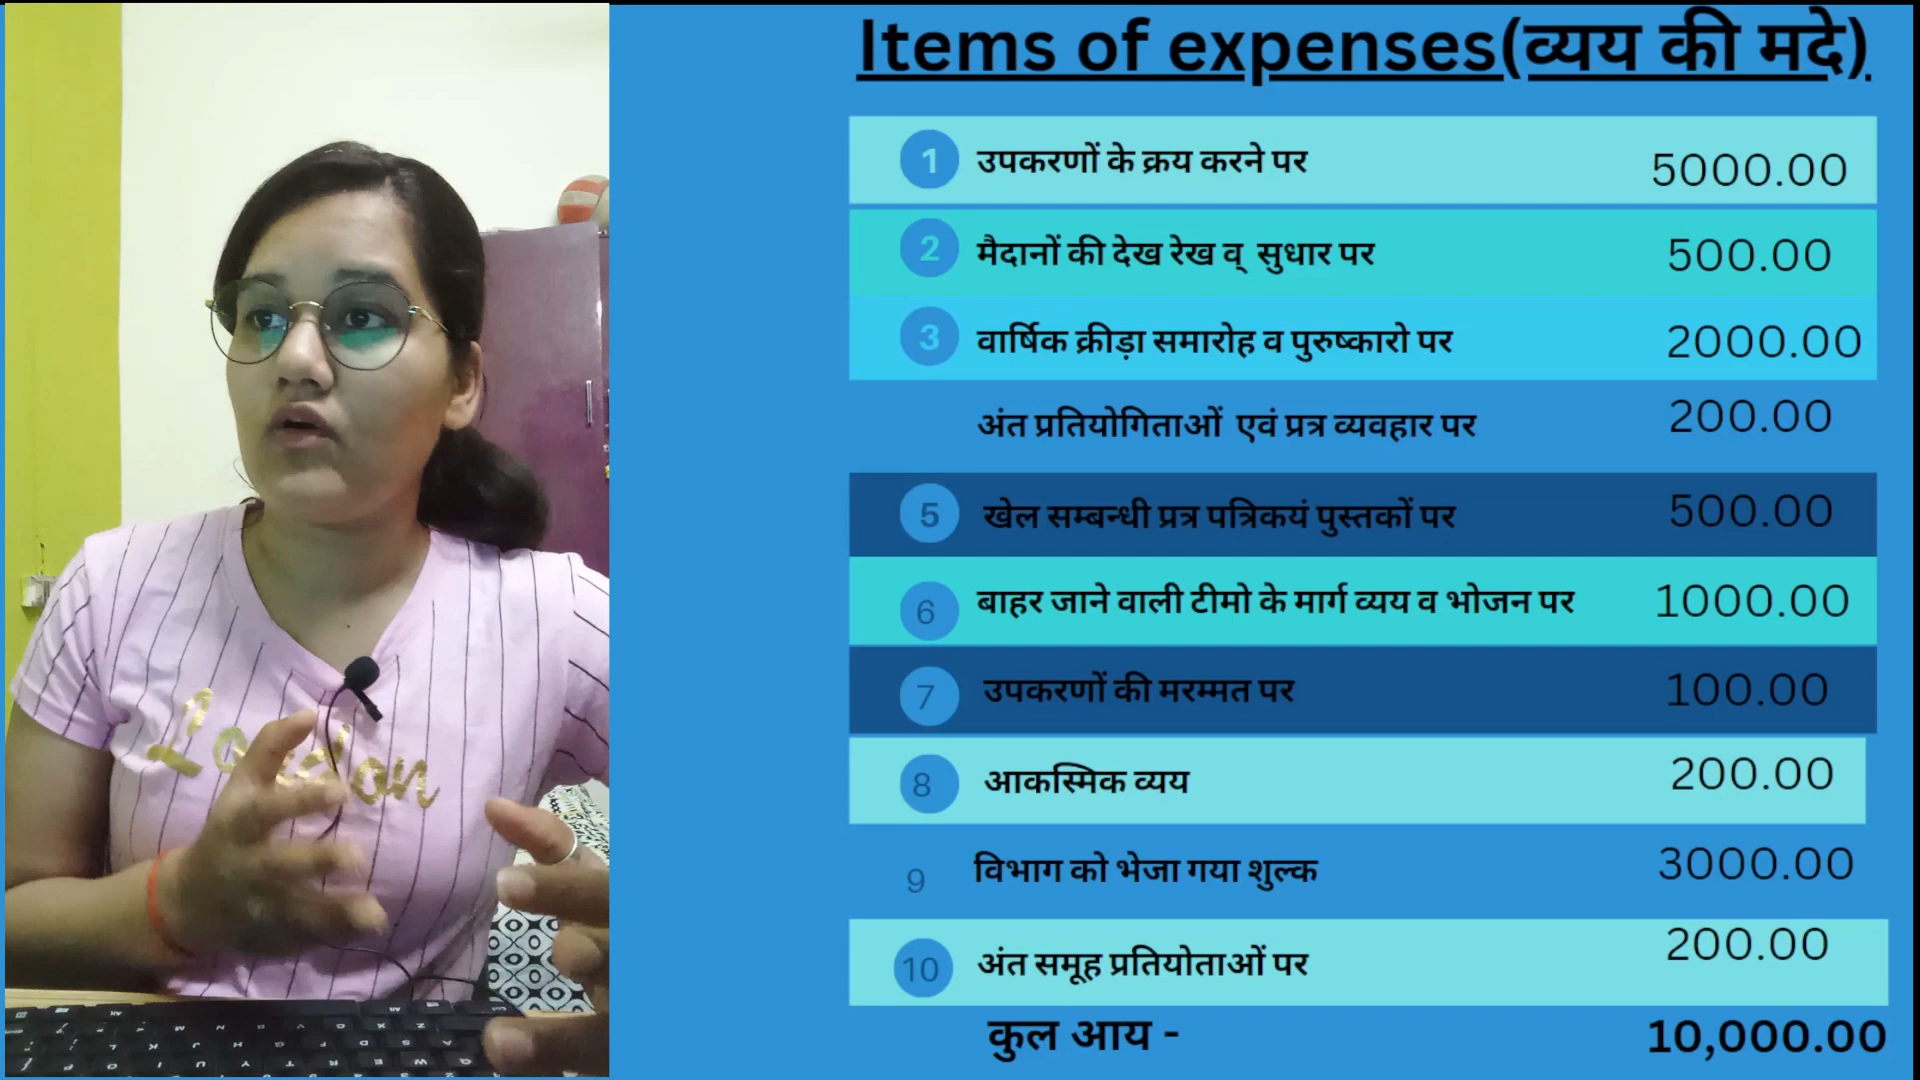 Items of expenses(व्यय की मदे)
1 उपकरणों के क्रय करने पर 5000.00
2 मैदानों की देख रेख व् सुधार पर 500.00
3 वार्षिक क्रीड़ा समारोह व पुरुष्कारो पर 2000.00
अंत प्रतियोगिताओं एवं प्रत्र व्यवहार पर 200.00
5 खेल सम्बन्धी प्रत्र पत्रिकयं पुस्तकों पर 500.00
6 बाहर जाने वाली टीमो के मार्ग व्यय व भोजन पर 1000.00
7 उपकरणों की मरम्मत पर 100.00
8 आकस्मिक व्यय 200.00
9 विभाग को भेजा गया शुल्क 3000.00
10 अंत समूह प्रतियोताओं पर 200.00
कुल आय - 10,000.00
London